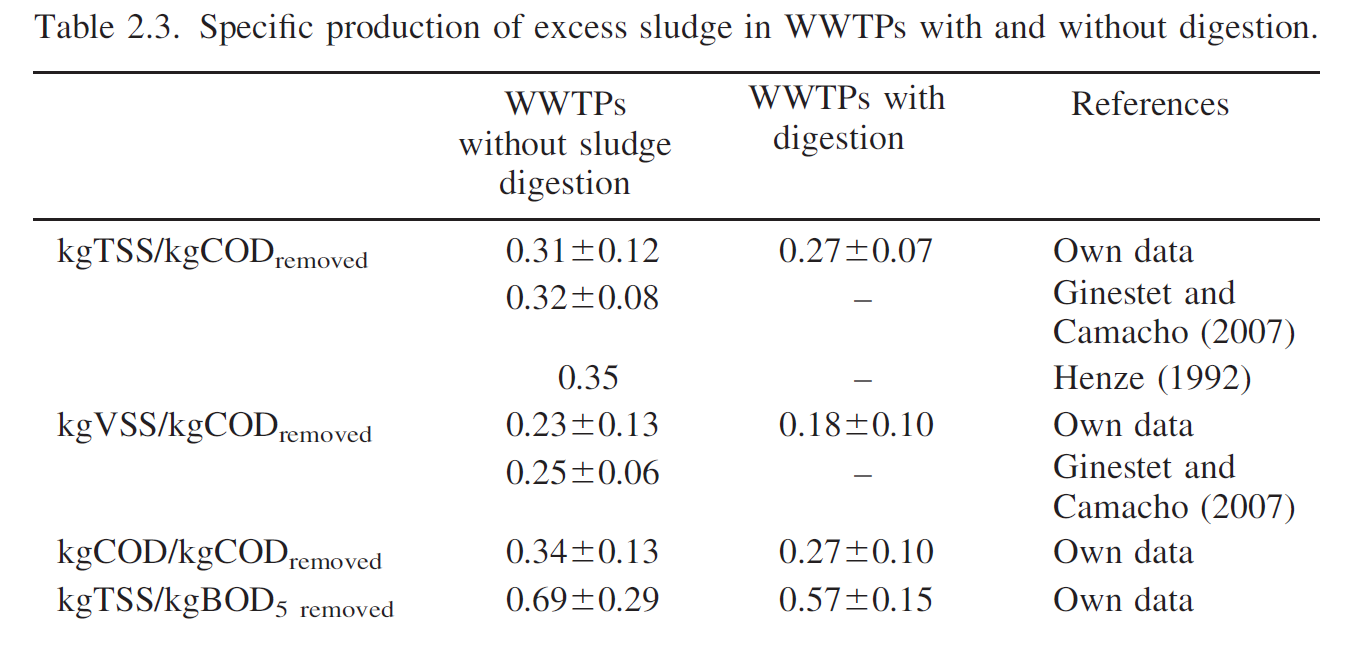 Table 2.3. Specific production of excess sludge in WWTPs with and without digestion.
WWTPs without sludge digestion WWTPs with digestion References
kgTSS/kgCODremoved 0.31±0.12 0.27±0.07 Own data
0.32±0.08 – Ginestet and Camacho (2007)
0.35 – Henze (1992)
kgVSS/kgCODremoved 0.23±0.13 0.18±0.10 Own data
0.25±0.06 – Ginestet and Camacho (2007)
kgCOD/kgCODremoved 0.34±0.13 0.27±0.10 Own data
kgTSS/kgBOD5 removed 0.69±0.29 0.57±0.15 Own data